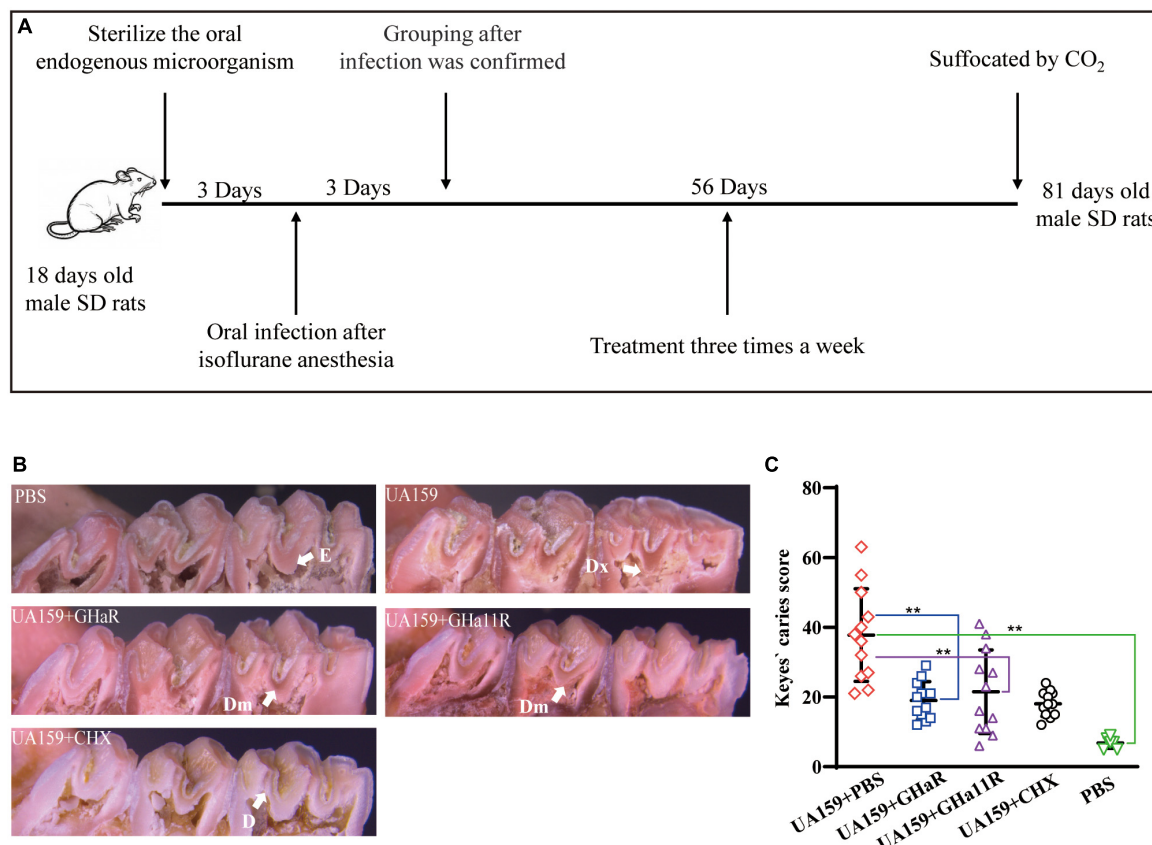 A
Sterilize the oral
endogenous microorganism
Grouping after
infection was confirmed
Suffocated by CO₂
3 Days
3 Days
56 Days
81 days old
male SD rats
18 days old
male SD rats
Oral infection after
isoflurane anesthesia
Treatment three times a week
B
PBS
E
UA159
Dx
UA159+GHaR
Dm
UA159+GHa11R
Dm
UA159+CHX
D
C
Keyes` caries score
80
60
40
20
0
**
**
**
UA159+PBS
UA159+GHaR
UA159+GHa11R
UA159+CHX
PBS